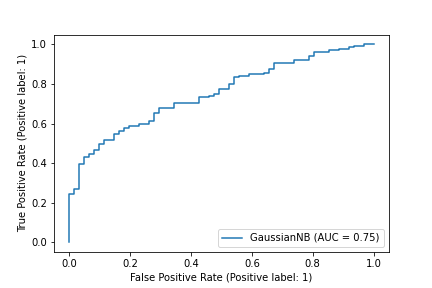 1.0
0.8
0.6
0.4
0.2
0.0
True Positive Rate (Positive label: 1)
GaussianNB (AUC = 0.75)
0.0 0.2 0.4 0.6 0.8 1.0
False Positive Rate (Positive label: 1)